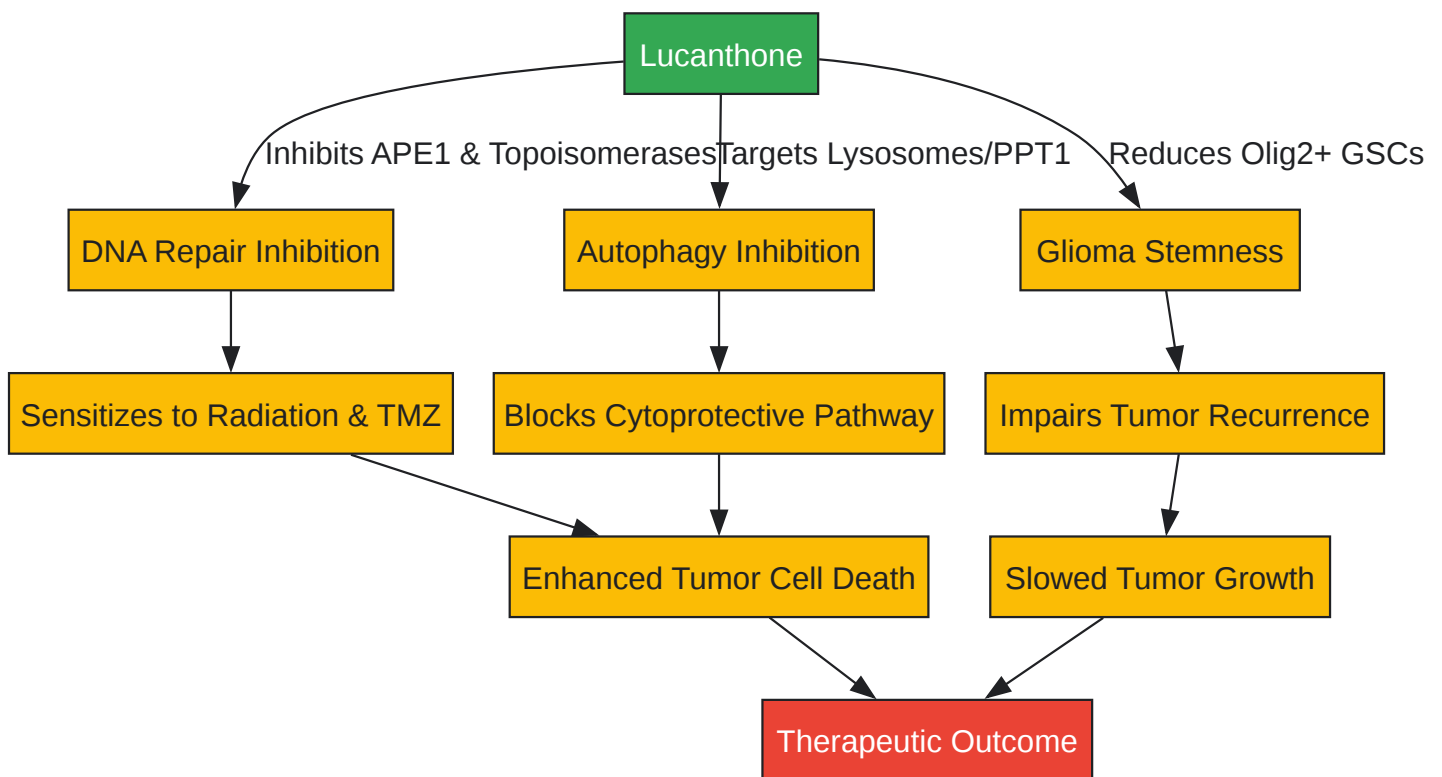 Lucanthone
Inhibits APE1 & Topoisomerases
Targets Lysosomes/PPT1
Reduces Olig2+ GSCs
DNA Repair Inhibition
Autophagy Inhibition
Glioma Stemness
Sensitizes to Radiation & TMZ
Blocks Cytoprotective Pathway
Impairs Tumor Recurrence
Enhanced Tumor Cell Death
Slowed Tumor Growth
Therapeutic Outcome